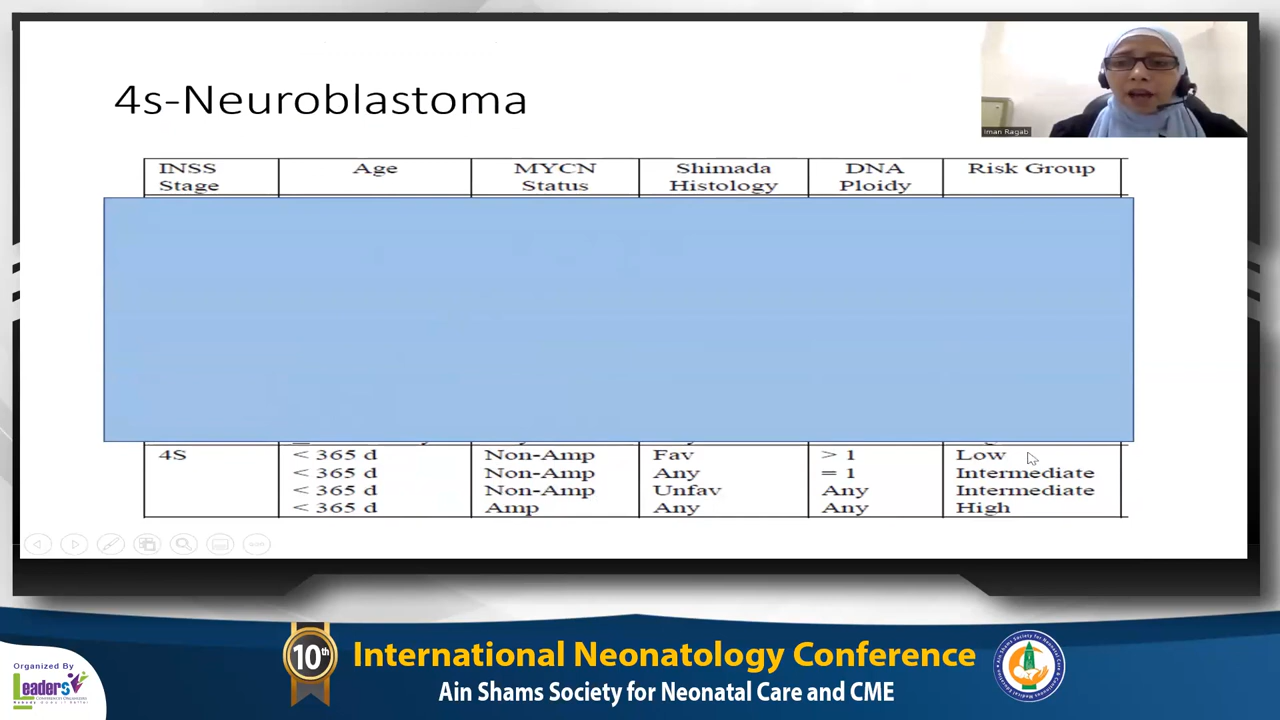 4s-Neuroblastoma
Iman Ragab
INSS Stage Age MYCN Status Shimada Histology DNA Ploidy Risk Group
4S < 365 d Non-Amp Fav > 1 Low
< 365 d Non-Amp Any = 1 Intermediate
< 365 d Non-Amp Unfav Any Intermediate
< 365 d Amp Any Any High
Organized By
Leaders
10th
International Neonatology Conference
Ain Shams Society for Neonatal Care and CME